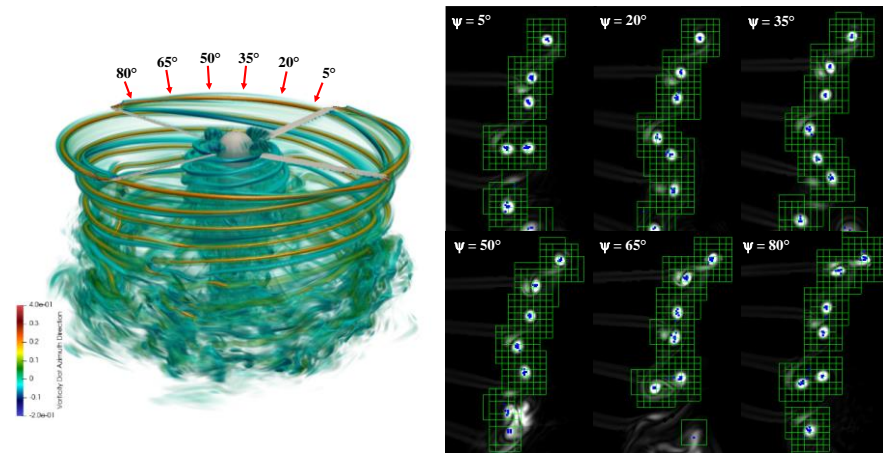 80°
65°
50°
35°
20°
5°
4.0e-01
0.3
0.2
0.1
0
-0.1
-2.0e-01
Vorticity Dot Azimuth Direction
ψ = 5°
ψ = 20°
ψ = 35°
ψ = 50°
ψ = 65°
ψ = 80°